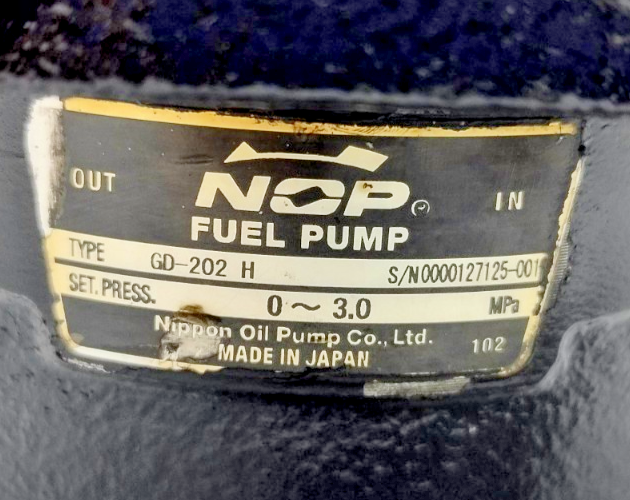 OUT NOP R IN
FUEL PUMP
TYPE GD-202 H S/N0000127125-001
SET. PRESS. 0～3.0 MPa
Nippon Oil Pump Co., Ltd. 102
MADE IN JAPAN